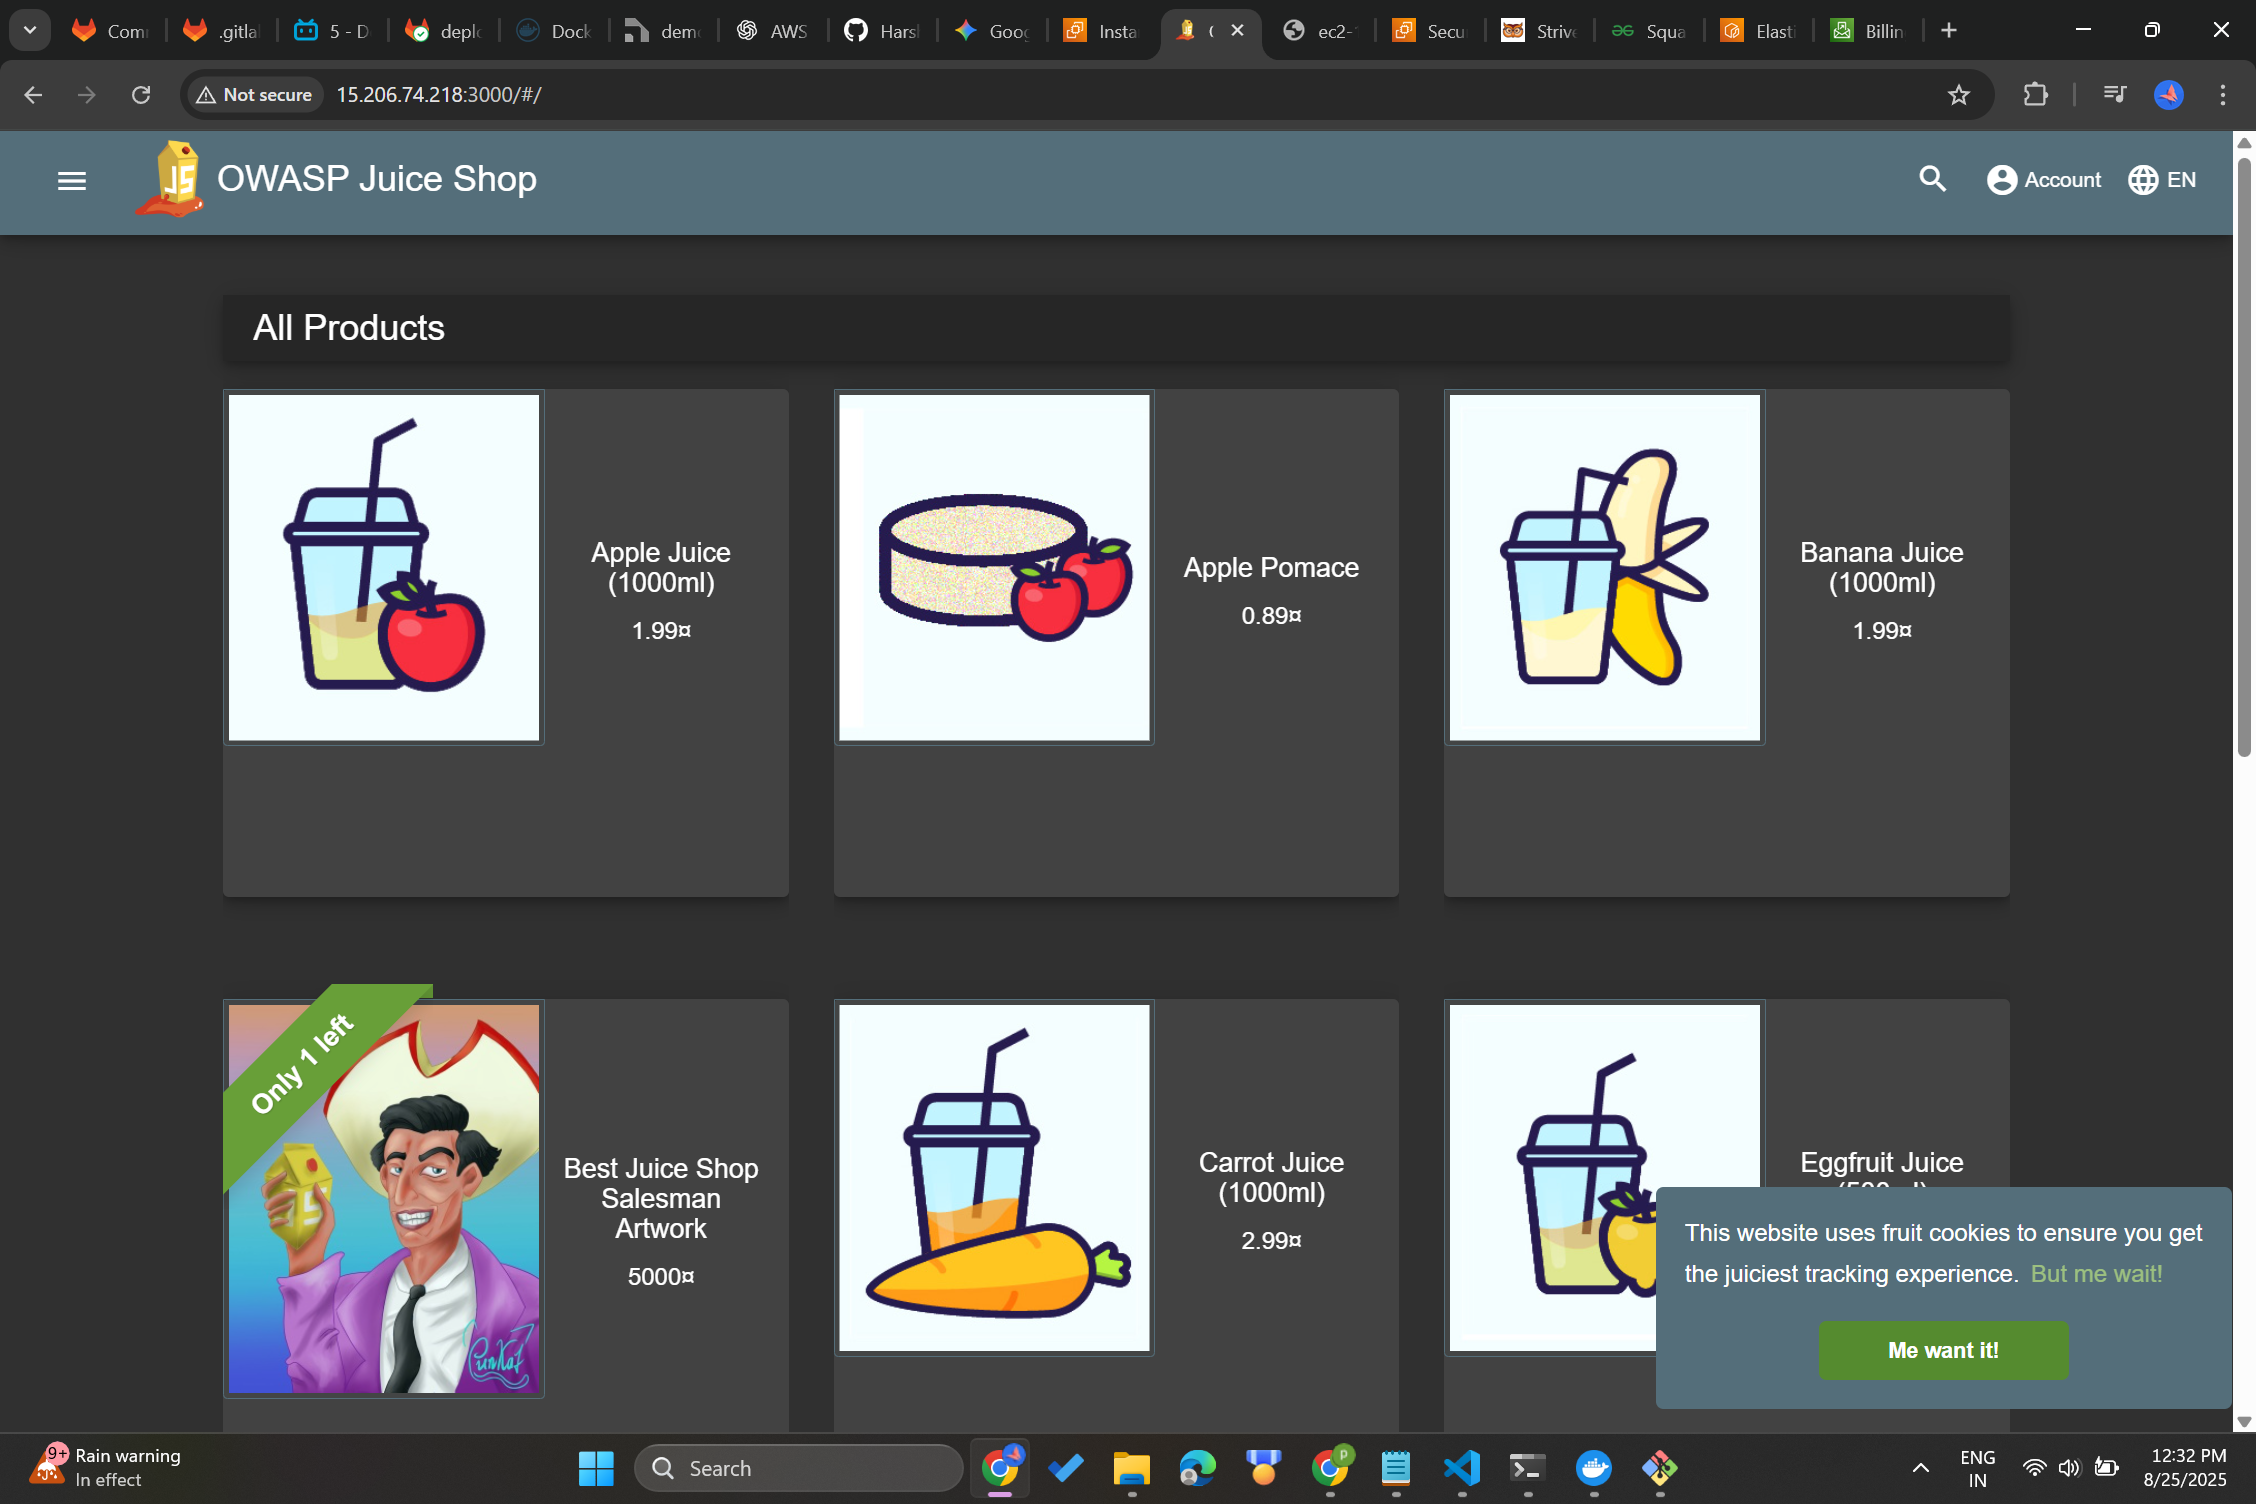 Com
.gitla
5 - D
deplo
Dock
dem
AWS
Harsl
Goog
Insta
ec2-
Secu
Strive
Squa
Elasti
Billin
Not secure
15.206.74.218:3000/#/
JS
OWASP Juice Shop
Account
EN
All Products
Apple Juice
(1000ml)
1.99¤
Apple Pomace
0.89¤
Banana Juice
(1000ml)
1.99¤
Only 1 left
Best Juice Shop
Salesman
Artwork
5000¤
Carrot Juice
(1000ml)
2.99¤
Eggfruit Juice
This website uses fruit cookies to ensure you get
the juiciest tracking experience. But me wait!
Me want it!
9+
Rain warning
In effect
Search
P
ENG
IN
12:32 PM
8/25/2025